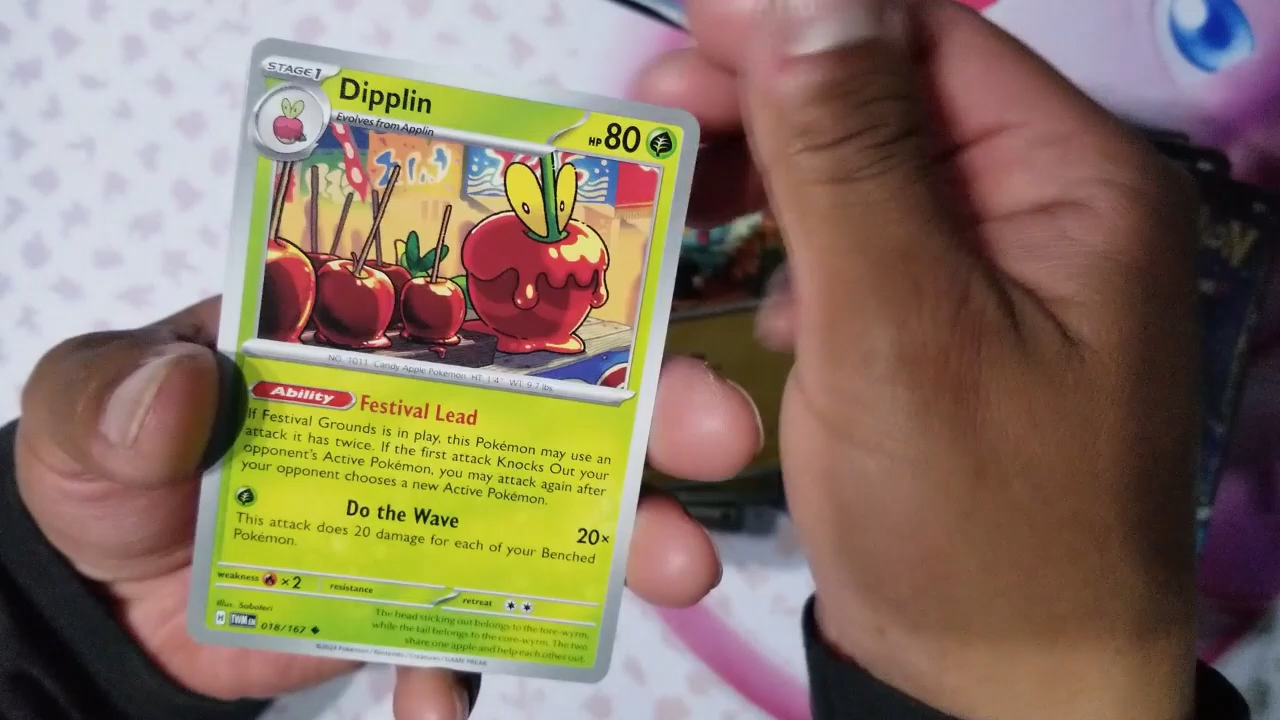 STAGE 1
Dipplin
HP 80
Evolves from Applin
NO. 1011 Candy Apple Pokémon HT: 1'4" WT: 9.7 lbs
Ability Festival Lead
If Festival Grounds is in play, this Pokémon may use an
attack it has twice. If the first attack Knocks Out your
opponent's Active Pokémon, you may attack again after
your opponent chooses a new Active Pokémon.
Do the Wave 20×
This attack does 20 damage for each of your Benched
Pokémon.
weakness ×2 resistance retreat
Illus. Saboteri
H TWM EN 018/167
The head sticking out belongs to the fore-wyrm,
while the tail belongs to the core-wyrm. The two
share one apple and help each other out.
©2024 Pokémon / Nintendo / Creatures / GAME FREAK